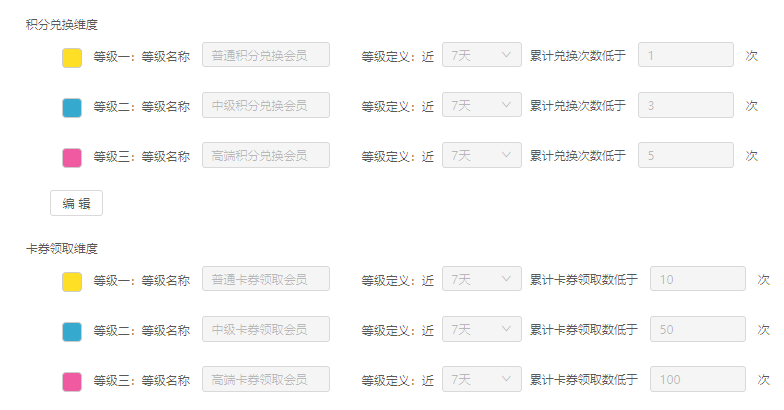 积分兑换维度
等级一：等级名称 普通积分兑换会员 等级定义：近 7天 累计兑换次数低于 1 次
等级二：等级名称 中级积分兑换会员 等级定义：近 7天 累计兑换次数低于 3 次
等级三：等级名称 高端积分兑换会员 等级定义：近 7天 累计兑换次数低于 5 次
编 辑
卡券领取维度
等级一：等级名称 普通卡券领取会员 等级定义：近 7天 累计卡券领取数低于 10 次
等级二：等级名称 中级卡券领取会员 等级定义：近 7天 累计卡券领取数低于 50 次
等级三：等级名称 高端卡券领取会员 等级定义：近 7天 累计卡券领取数低于 100 次